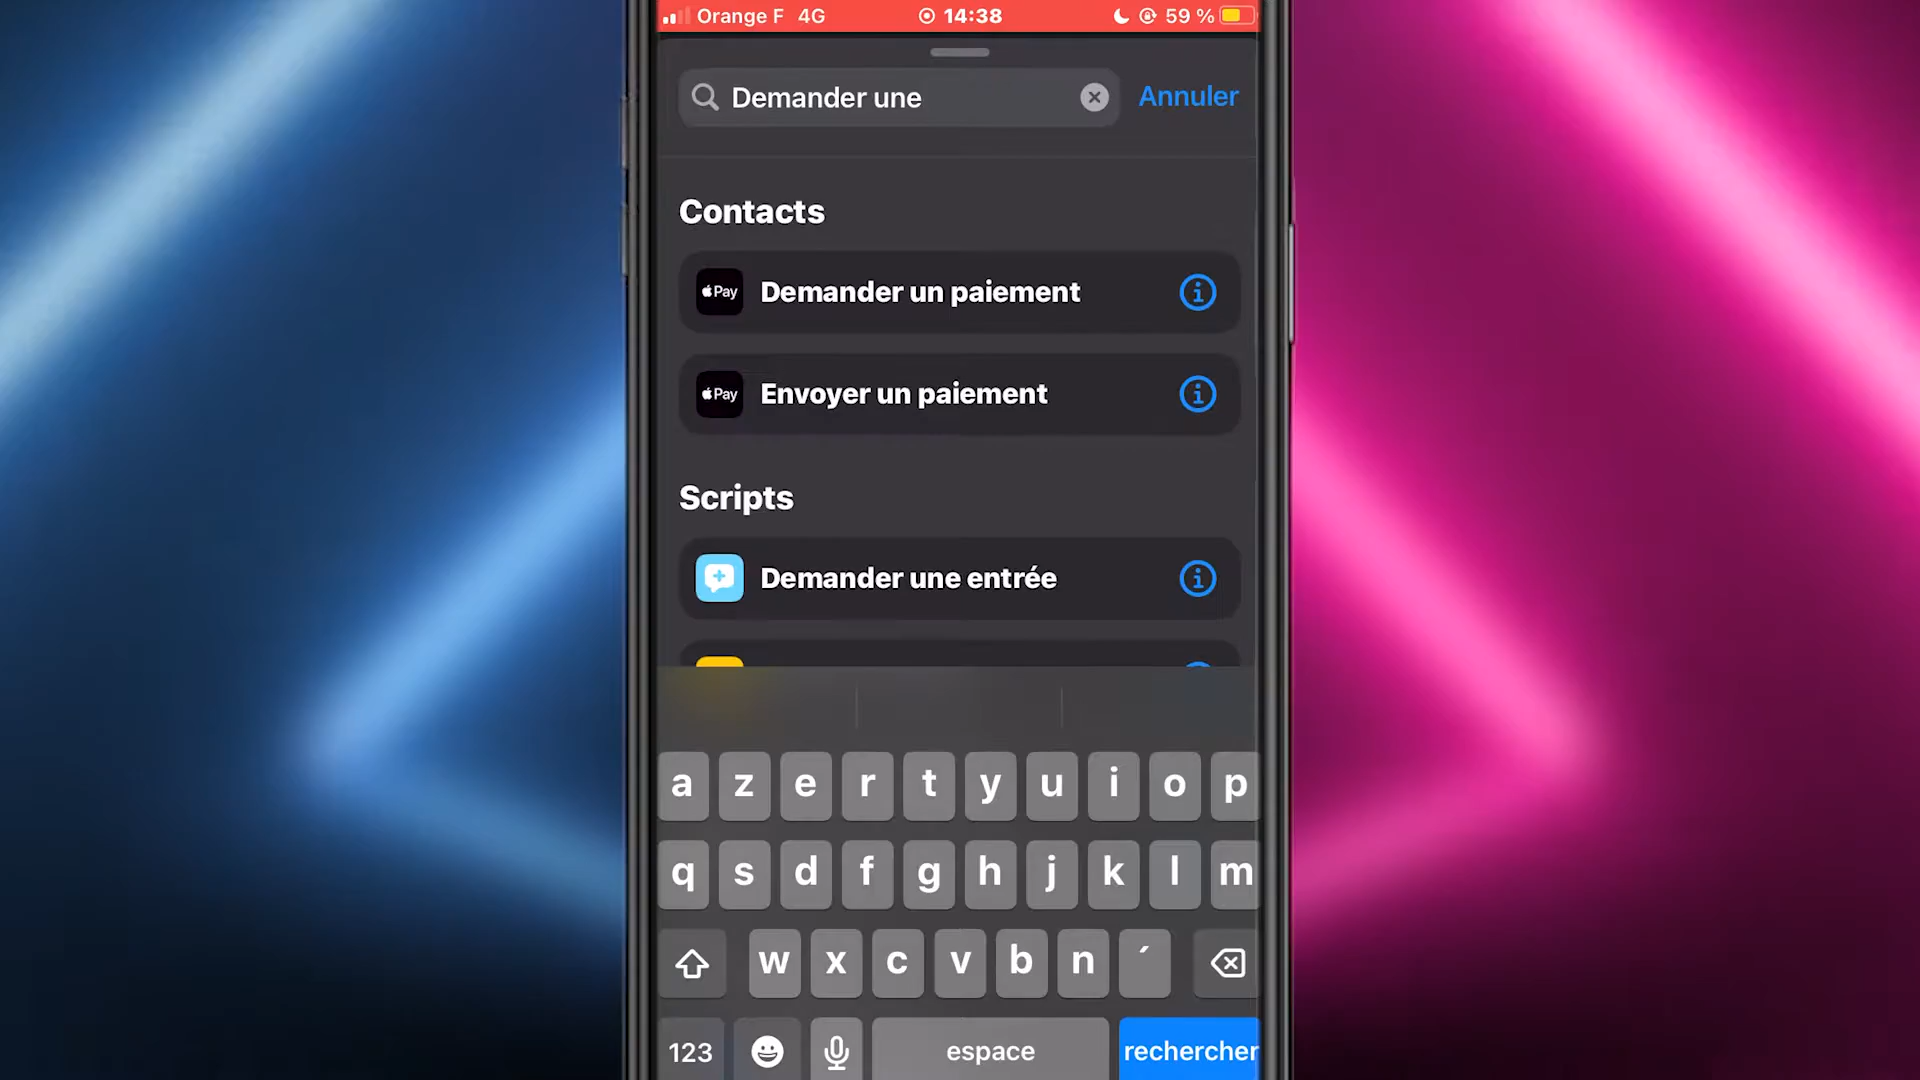 Orange F 4G 14:38 59 %
Demander une Annuler
Contacts
Pay Demander un paiement
Pay Envoyer un paiement
Scripts
Demander une entrée
a z e r t y u i o p
q s d f g h j k l m
w x c v b n ´
123 espace rechercher